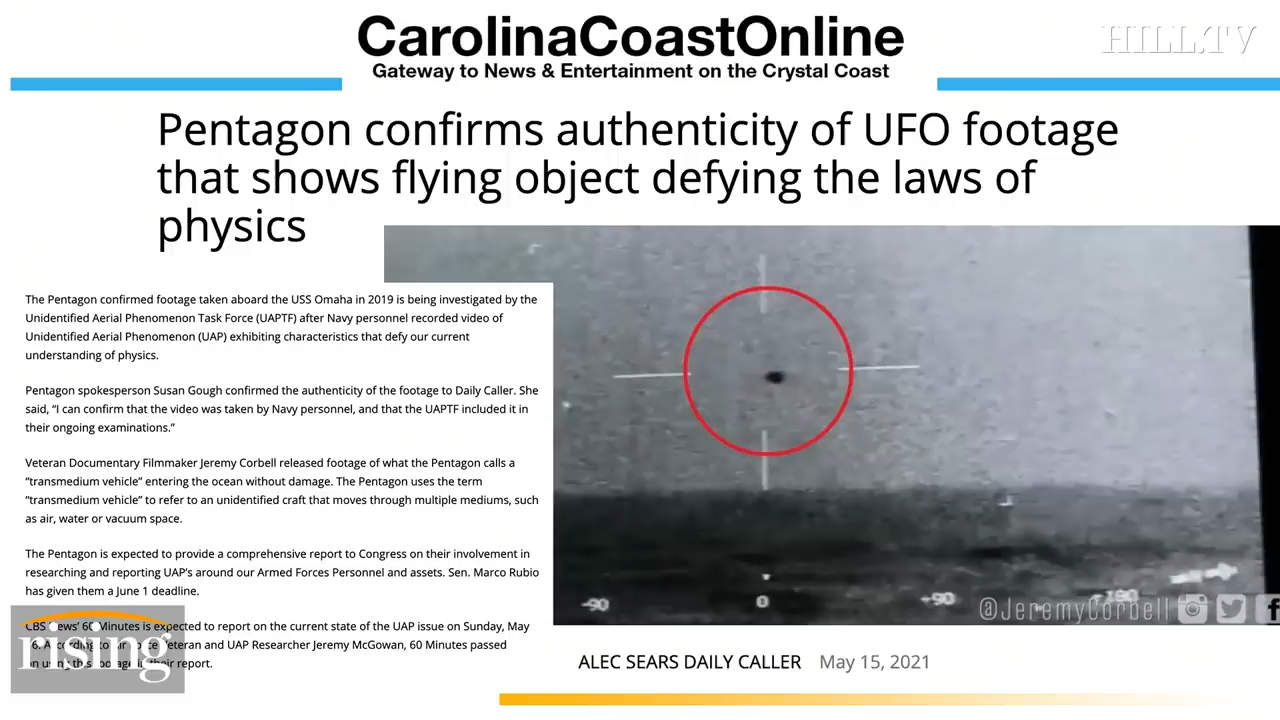 HILL.TV
CarolinaCoastOnline
Gateway to News & Entertainment on the Crystal Coast
Pentagon confirms authenticity of UFO footage
that shows flying object defying the laws of
physics
The Pentagon confirmed footage taken aboard the USS Omaha in 2019 is being investigated by the
Unidentified Aerial Phenomenon Task Force (UAPTF) after Navy personnel recorded video of
Unidentified Aerial Phenomenon (UAP) exhibiting characteristics that defy our current
understanding of physics.
Pentagon spokesperson Susan Gough confirmed the authenticity of the footage to Daily Caller. She
said, “I can confirm that the video was taken by Navy personnel, and that the UAPTF included it in
their ongoing examinations.”
Veteran Documentary Filmmaker Jeremy Corbell released footage of what the Pentagon calls a
“transmedium vehicle” entering the ocean without damage. The Pentagon uses the term
“transmedium vehicle” to refer to an unidentified craft that moves through multiple mediums, such
as air, water or vacuum space.
The Pentagon is expected to provide a comprehensive report to Congress on their involvement in
researching and reporting UAP’s around our Armed Forces Personnel and assets. Sen. Marco Rubio
has given them a June 1 deadline.
CBS News’ 60 Minutes is expected to report on the current state of the UAP issue on Sunday, May
Veteran and UAP Researcher Jeremy McGowan, 60 Minutes passed
on using this footage in their report.
rising
-90 0 +90 +180
@JeremyCorbell
ALEC SEARS DAILY CALLER May 15, 2021